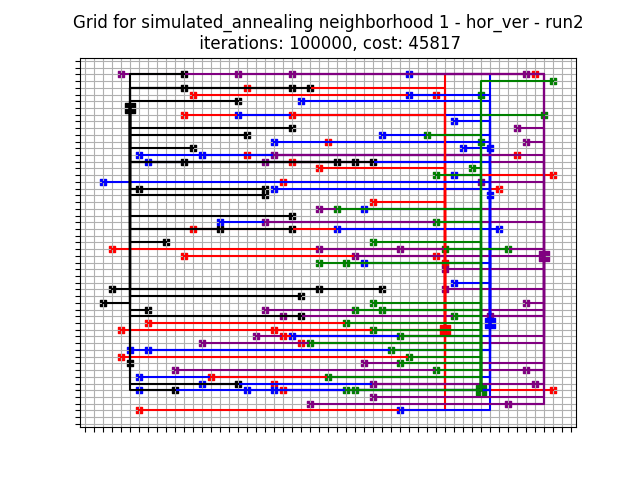 Grid for simulated_annealing neighborhood 1 - hor_ver - run2
iterations: 100000, cost: 45817